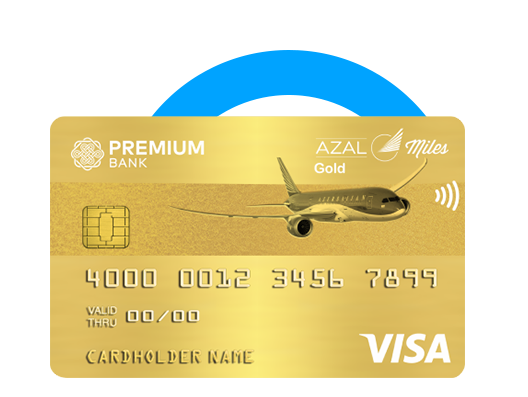 PREMIUM
BANK
AZAL Miles
Gold
4000 0012 3456 7899
VALID
THRU 00/00
CARDHOLDER NAME
VISA